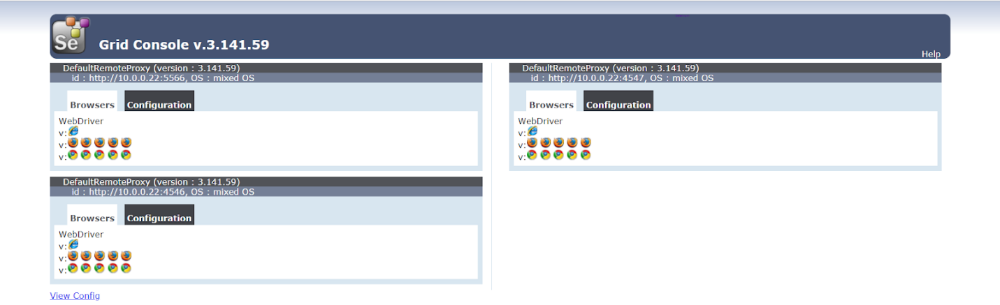 Se
Grid Console v.3.141.59
Help
DefaultRemoteProxy (version : 3.141.59)
id : http://10.0.0.22:5566, OS : mixed OS
Browsers Configuration
WebDriver
v:
v:
v:
DefaultRemoteProxy (version : 3.141.59)
id : http://10.0.0.22:4546, OS : mixed OS
Browsers Configuration
WebDriver
v:
v:
v:
View Config
DefaultRemoteProxy (version : 3.141.59)
id : http://10.0.0.22:4547, OS : mixed OS
Browsers Configuration
WebDriver
v:
v:
v: